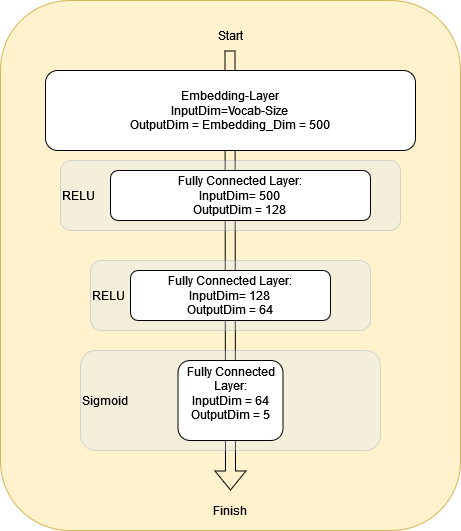 Start
Embedding-Layer
InputDim=Vocab-Size
OutputDim = Embedding_Dim = 500
RELU
Fully Connected Layer:
InputDim= 500
OutputDim = 128
RELU
Fully Connected Layer:
InputDim= 128
OutputDim = 64
Sigmoid
Fully Connected
Layer:
InputDim = 64
OutputDim = 5
Finish